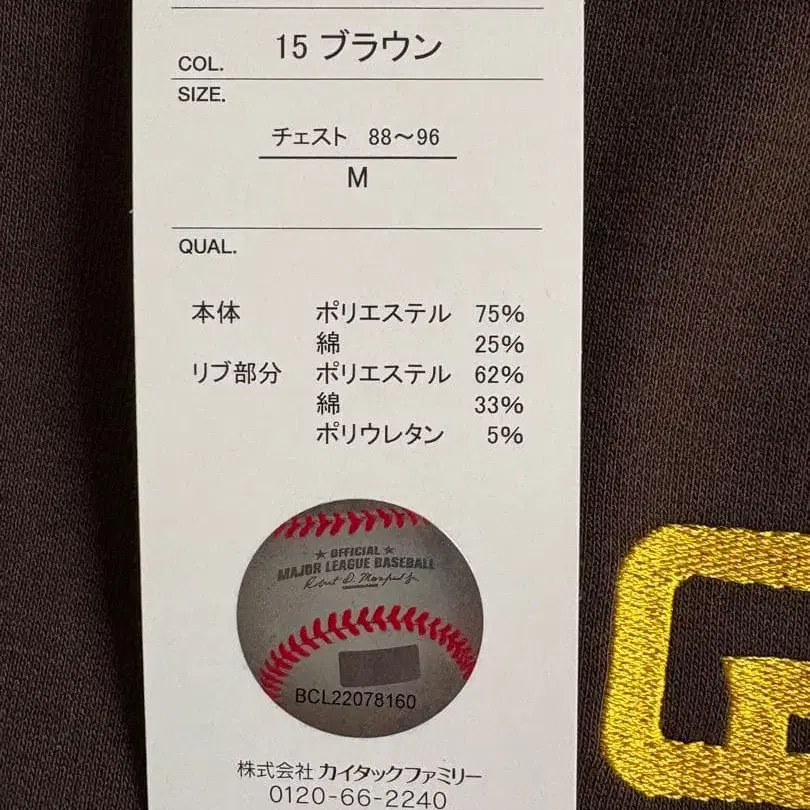 COL. 15 ブラウン
SIZE.
チェスト 88～96
M
QUAL.
本体 ポリエステル 75%
綿 25%
リブ部分 ポリエステル 62%
綿 33%
ポリウレタン 5%
★ OFFICIAL ★
MAJOR LEAGUE BASEBALL
Robert D. Manfred Jr.
BCL22078160
株式会社 カイタックファミリー
0120-66-2240